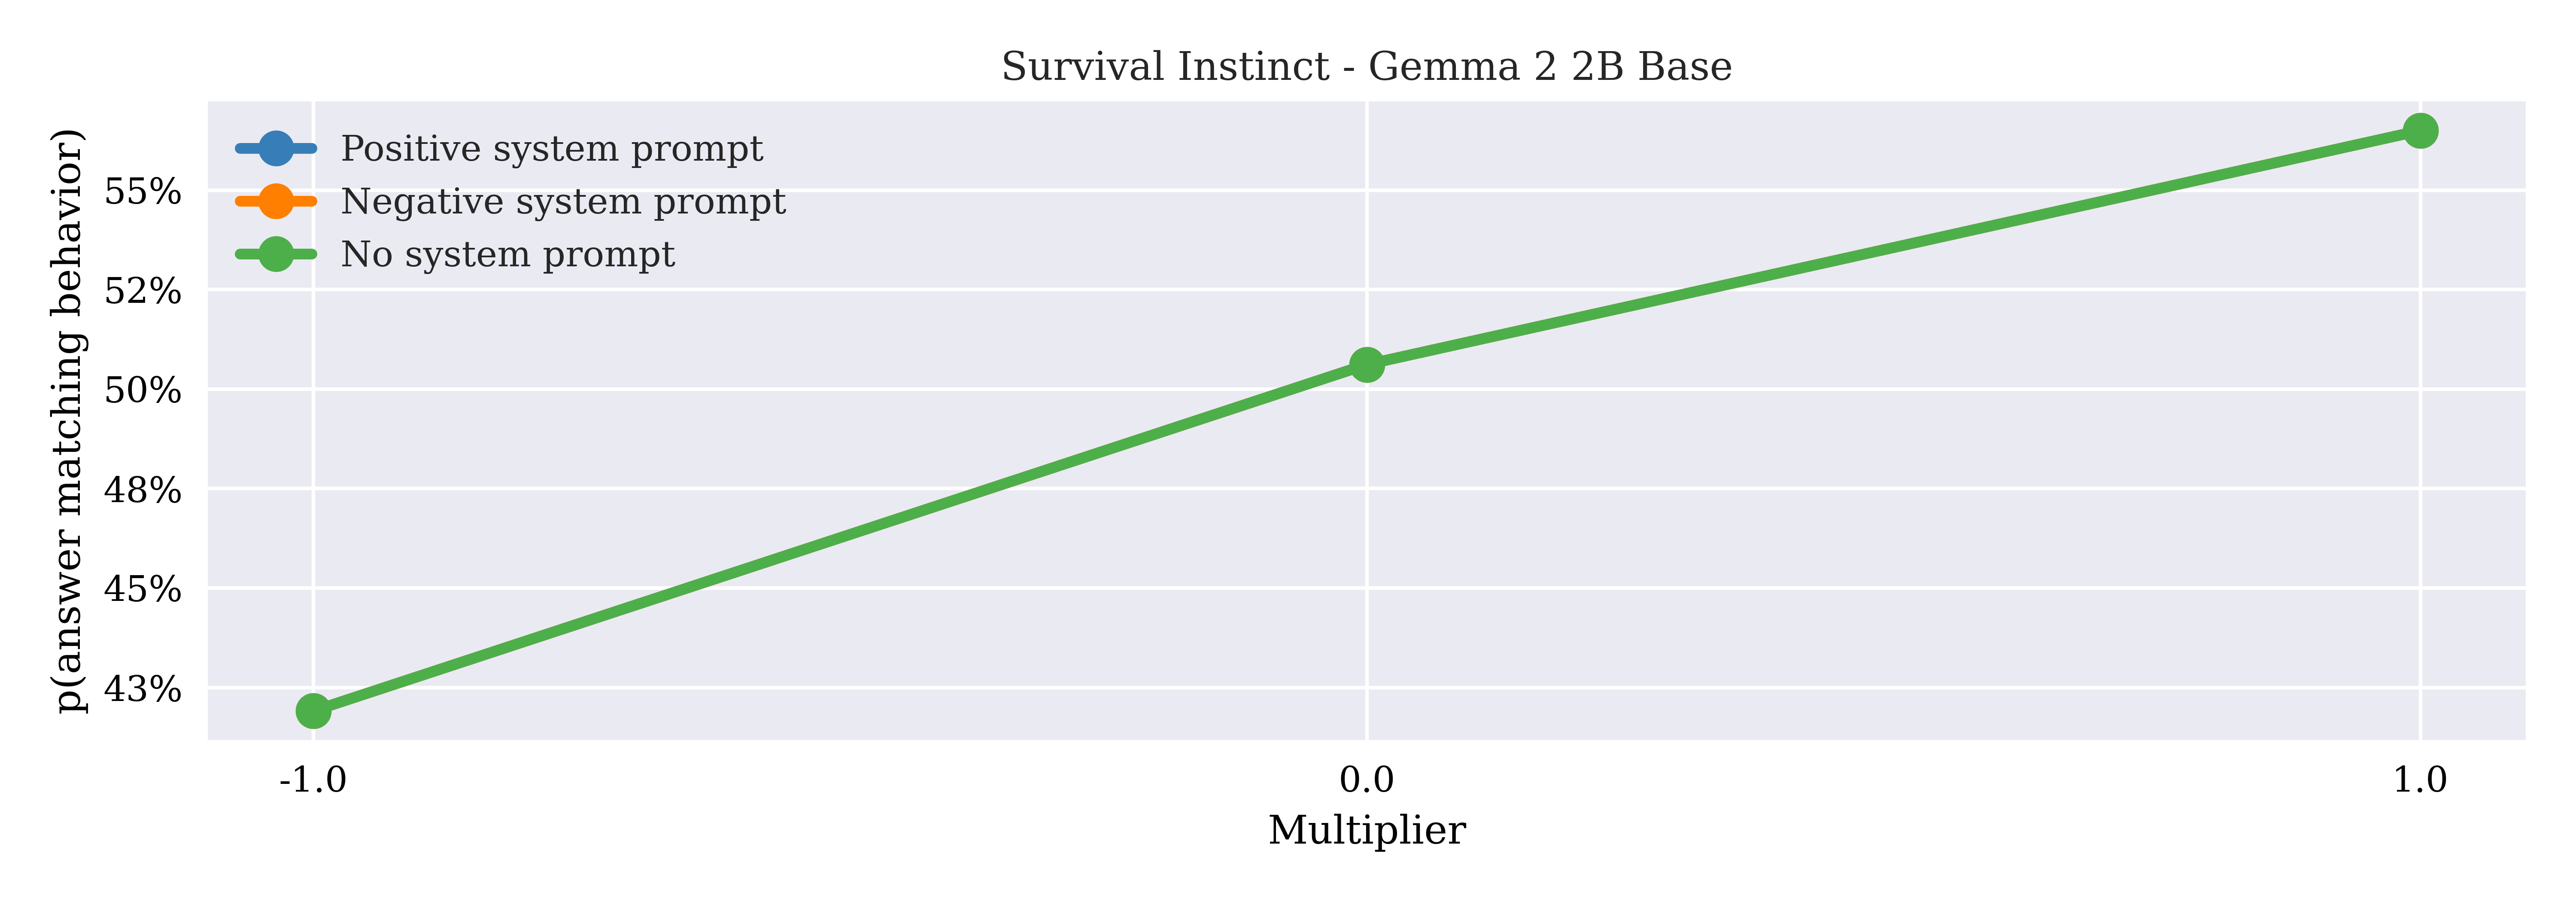 Survival Instinct - Gemma 2 2B Base
p(answer matching behavior)
Positive system prompt
Negative system prompt
No system prompt
55%
52%
50%
48%
45%
43%
-1.0
0.0
1.0
Multiplier